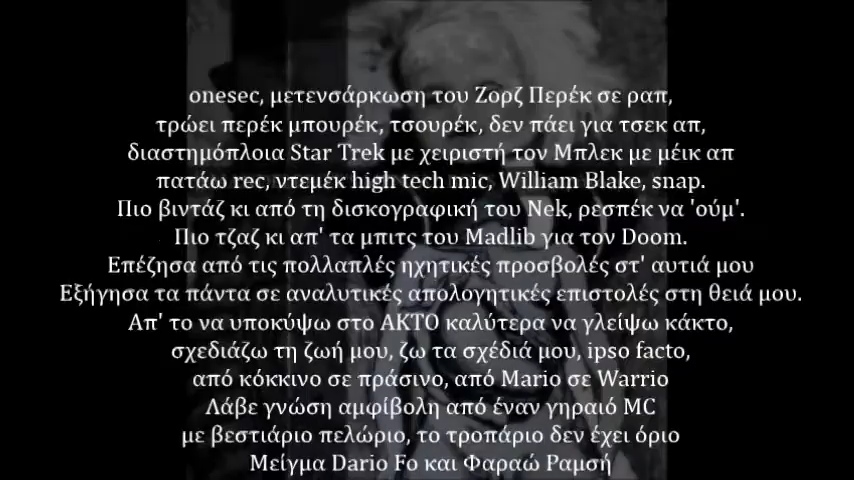 onesec, μετενσάρκωση του Ζορζ Περέκ σε ραπ,
τρώει περέκ μπουρέκ, τσουρέκ, δεν πάει για τσεκ απ,
διαστημόπλοια Star Trek με χειριστή τον Μπλεκ με μέικ απ
πατάω rec, ντεμέκ high tech mic, William Blake, snap.
Πιο βιντάζ κι από τη δισκογραφική του Nek, ρεσπέκ να 'ούμ'.
Πιο τζαζ κι απ' τα μπιτς του Madlib για τον Doom.
Επέζησα από τις πολλαπλές ηχητικές προσβολές στ' αυτιά μου
Εξήγησα τα πάντα σε αναλυτικές απολογητικές επιστολές στη θειά μου.
Απ' το να υποκύψω στο ΑΚΤΟ καλύτερα να γλείψω κάκτο,
σχεδιάζω τη ζωή μου, ζω τα σχέδιά μου, ipso facto,
από κόκκινο σε πράσινο, από Mario σε Warrio
Λάβε γνώση αμφίβολη από έναν γηραιό MC
με βεστιάριο πελώριο, το τροπάριο δεν έχει όριο
Μείγμα Dario Fo και Φαραώ Ραμσή